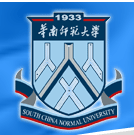 1933
华南师范大学
SOUTH CHINA NORMAL UNIVERSITY